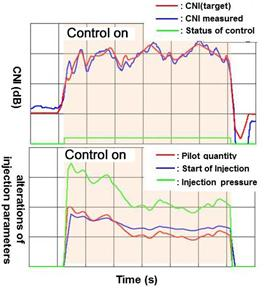 : CNI(target)
: CNI measured
: Status of control
Control on
CNI (dB)
Control on
: Pilot quantity
: Start of Injection
: Injection pressure
alterations of
injection parameters
Time (s)